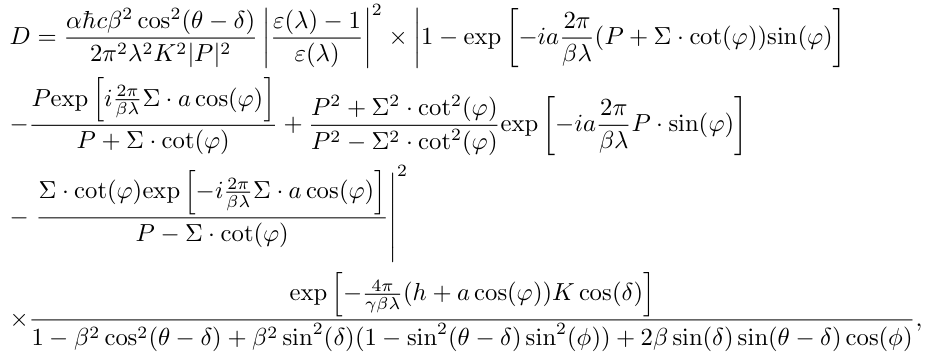 D = \frac{\alpha\hbar c\beta^2 \cos^2(\theta - \delta)}{2\pi^2\lambda^2 K^2 |P|^2} \left| \frac{\varepsilon(\lambda) - 1}{\varepsilon(\lambda)} \right|^2 \times \left| 1 - \exp\left[ -ia\frac{2\pi}{\beta\lambda}(P + \Sigma \cdot \cot(\varphi))\sin(\varphi) \right] \right.
- \frac{P\exp\left[ i\frac{2\pi}{\beta\lambda}\Sigma \cdot a\cos(\varphi) \right]}{P + \Sigma \cdot \cot(\varphi)} + \frac{P^2 + \Sigma^2 \cdot \cot^2(\varphi)}{P^2 - \Sigma^2 \cdot \cot^2(\varphi)}\exp\left[ -ia\frac{2\pi}{\beta\lambda}P \cdot \sin(\varphi) \right]
\left. - \frac{\Sigma \cdot \cot(\varphi)\exp\left[ -i\frac{2\pi}{\beta\lambda}\Sigma \cdot a\cos(\varphi) \right]}{P - \Sigma \cdot \cot(\varphi)} \right|^2
\times \frac{\exp\left[ -\frac{4\pi}{\gamma\beta\lambda}(h + a\cos(\varphi))K\cos(\delta) \right]}{1 - \beta^2\cos^2(\theta - \delta) + \beta^2\sin^2(\delta)(1 - \sin^2(\theta - \delta)\sin^2(\phi)) + 2\beta\sin(\delta)\sin(\theta - \delta)\cos(\phi)},